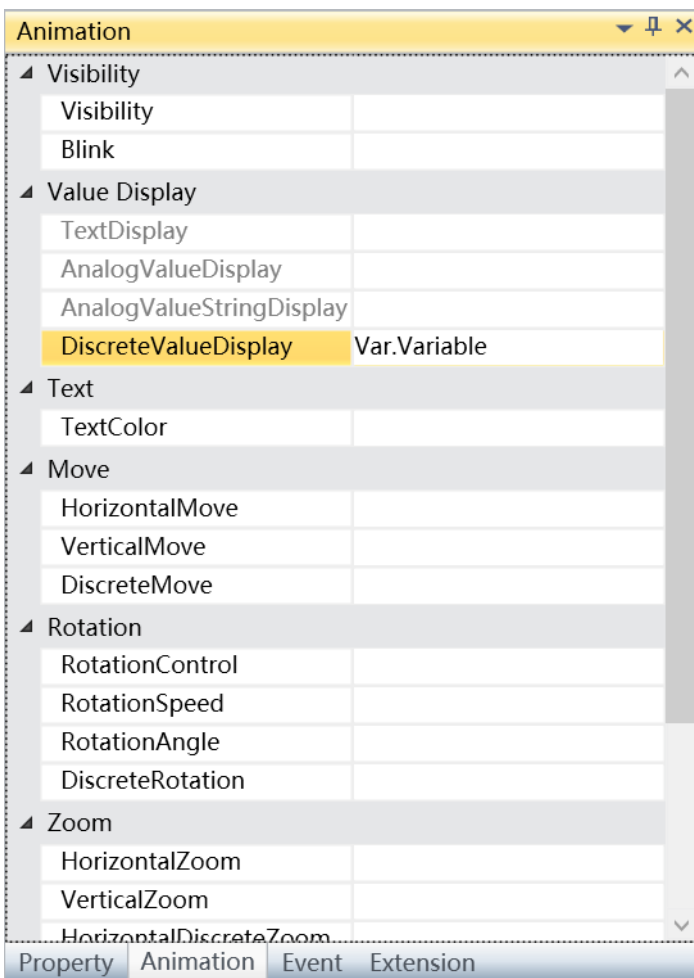 Animation
Visibility
Visibility
Blink
Value Display
TextDisplay
AnalogValueDisplay
AnalogValueStringDisplay
DiscreteValueDisplay Var.Variable
Text
TextColor
Move
HorizontalMove
VerticalMove
DiscreteMove
Rotation
RotationControl
RotationSpeed
RotationAngle
DiscreteRotation
Zoom
HorizontalZoom
VerticalZoom
HorizontalDiscreteZoom
Property Animation Event Extension